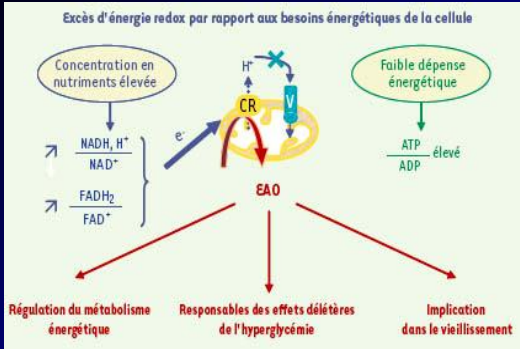 Excès d'énergie redox par rapport aux besoins énergétiques de la cellule
Concentration en
nutriments élevée
Faible dépense
énergétique
H⁺
CR
V
e⁻
NADH, H⁺
NAD⁺
FADH₂
FAD⁺
ATP
ADP
élevé
EAO
Régulation du métabolisme
énergétique
Responsables des effets délétères
de l'hyperglycémie
Implication
dans le vieillissement